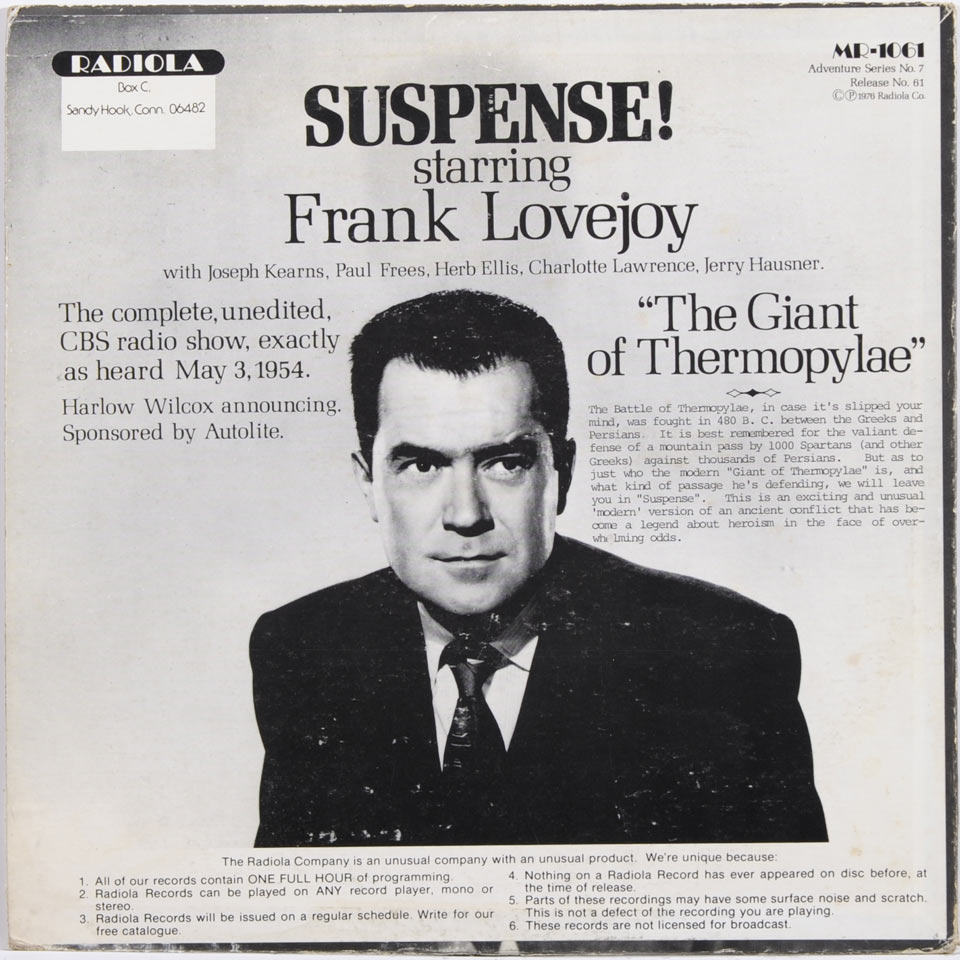 RADIOLA
Box C,
Sandy Hook, Conn. 06482
MR-1061
Adventure Series No. 7
Release No. 61
©℗1976 Radiola Co.
SUSPENSE!
starring
Frank Lovejoy
with Joseph Kearns, Paul Frees, Herb Ellis, Charlotte Lawrence, Jerry Hausner.
The complete, unedited,
CBS radio show, exactly
as heard May 3, 1954.
Harlow Wilcox announcing.
Sponsored by Autolite.
“The Giant
of Thermopylae”
The Battle of Thermopylae, in case it's slipped your
mind, was fought in 480 B. C. between the Greeks and
Persians. It is best remembered for the valiant de-
fense of a mountain pass by 1000 Spartans (and other
Greeks) against thousands of Persians. But as to
just who the modern "Giant of Thermopylae" is, and
what kind of passage he's defending, we will leave
you in "Suspense". This is an exciting and unusual
'modern' version of an ancient conflict that has be-
come a legend about heroism in the face of over-
whelming odds.
The Radiola Company is an unusual company with an unusual product. We're unique because:
1. All of our records contain ONE FULL HOUR of programming.
2. Radiola Records can be played on ANY record player, mono or
stereo.
3. Radiola Records will be issued on a regular schedule. Write for our
free catalogue.
4. Nothing on a Radiola Record has ever appeared on disc before, at
the time of release.
5. Parts of these recordings may have some surface noise and scratch.
This is not a defect of the recording you are playing.
6. These records are not licensed for broadcast.